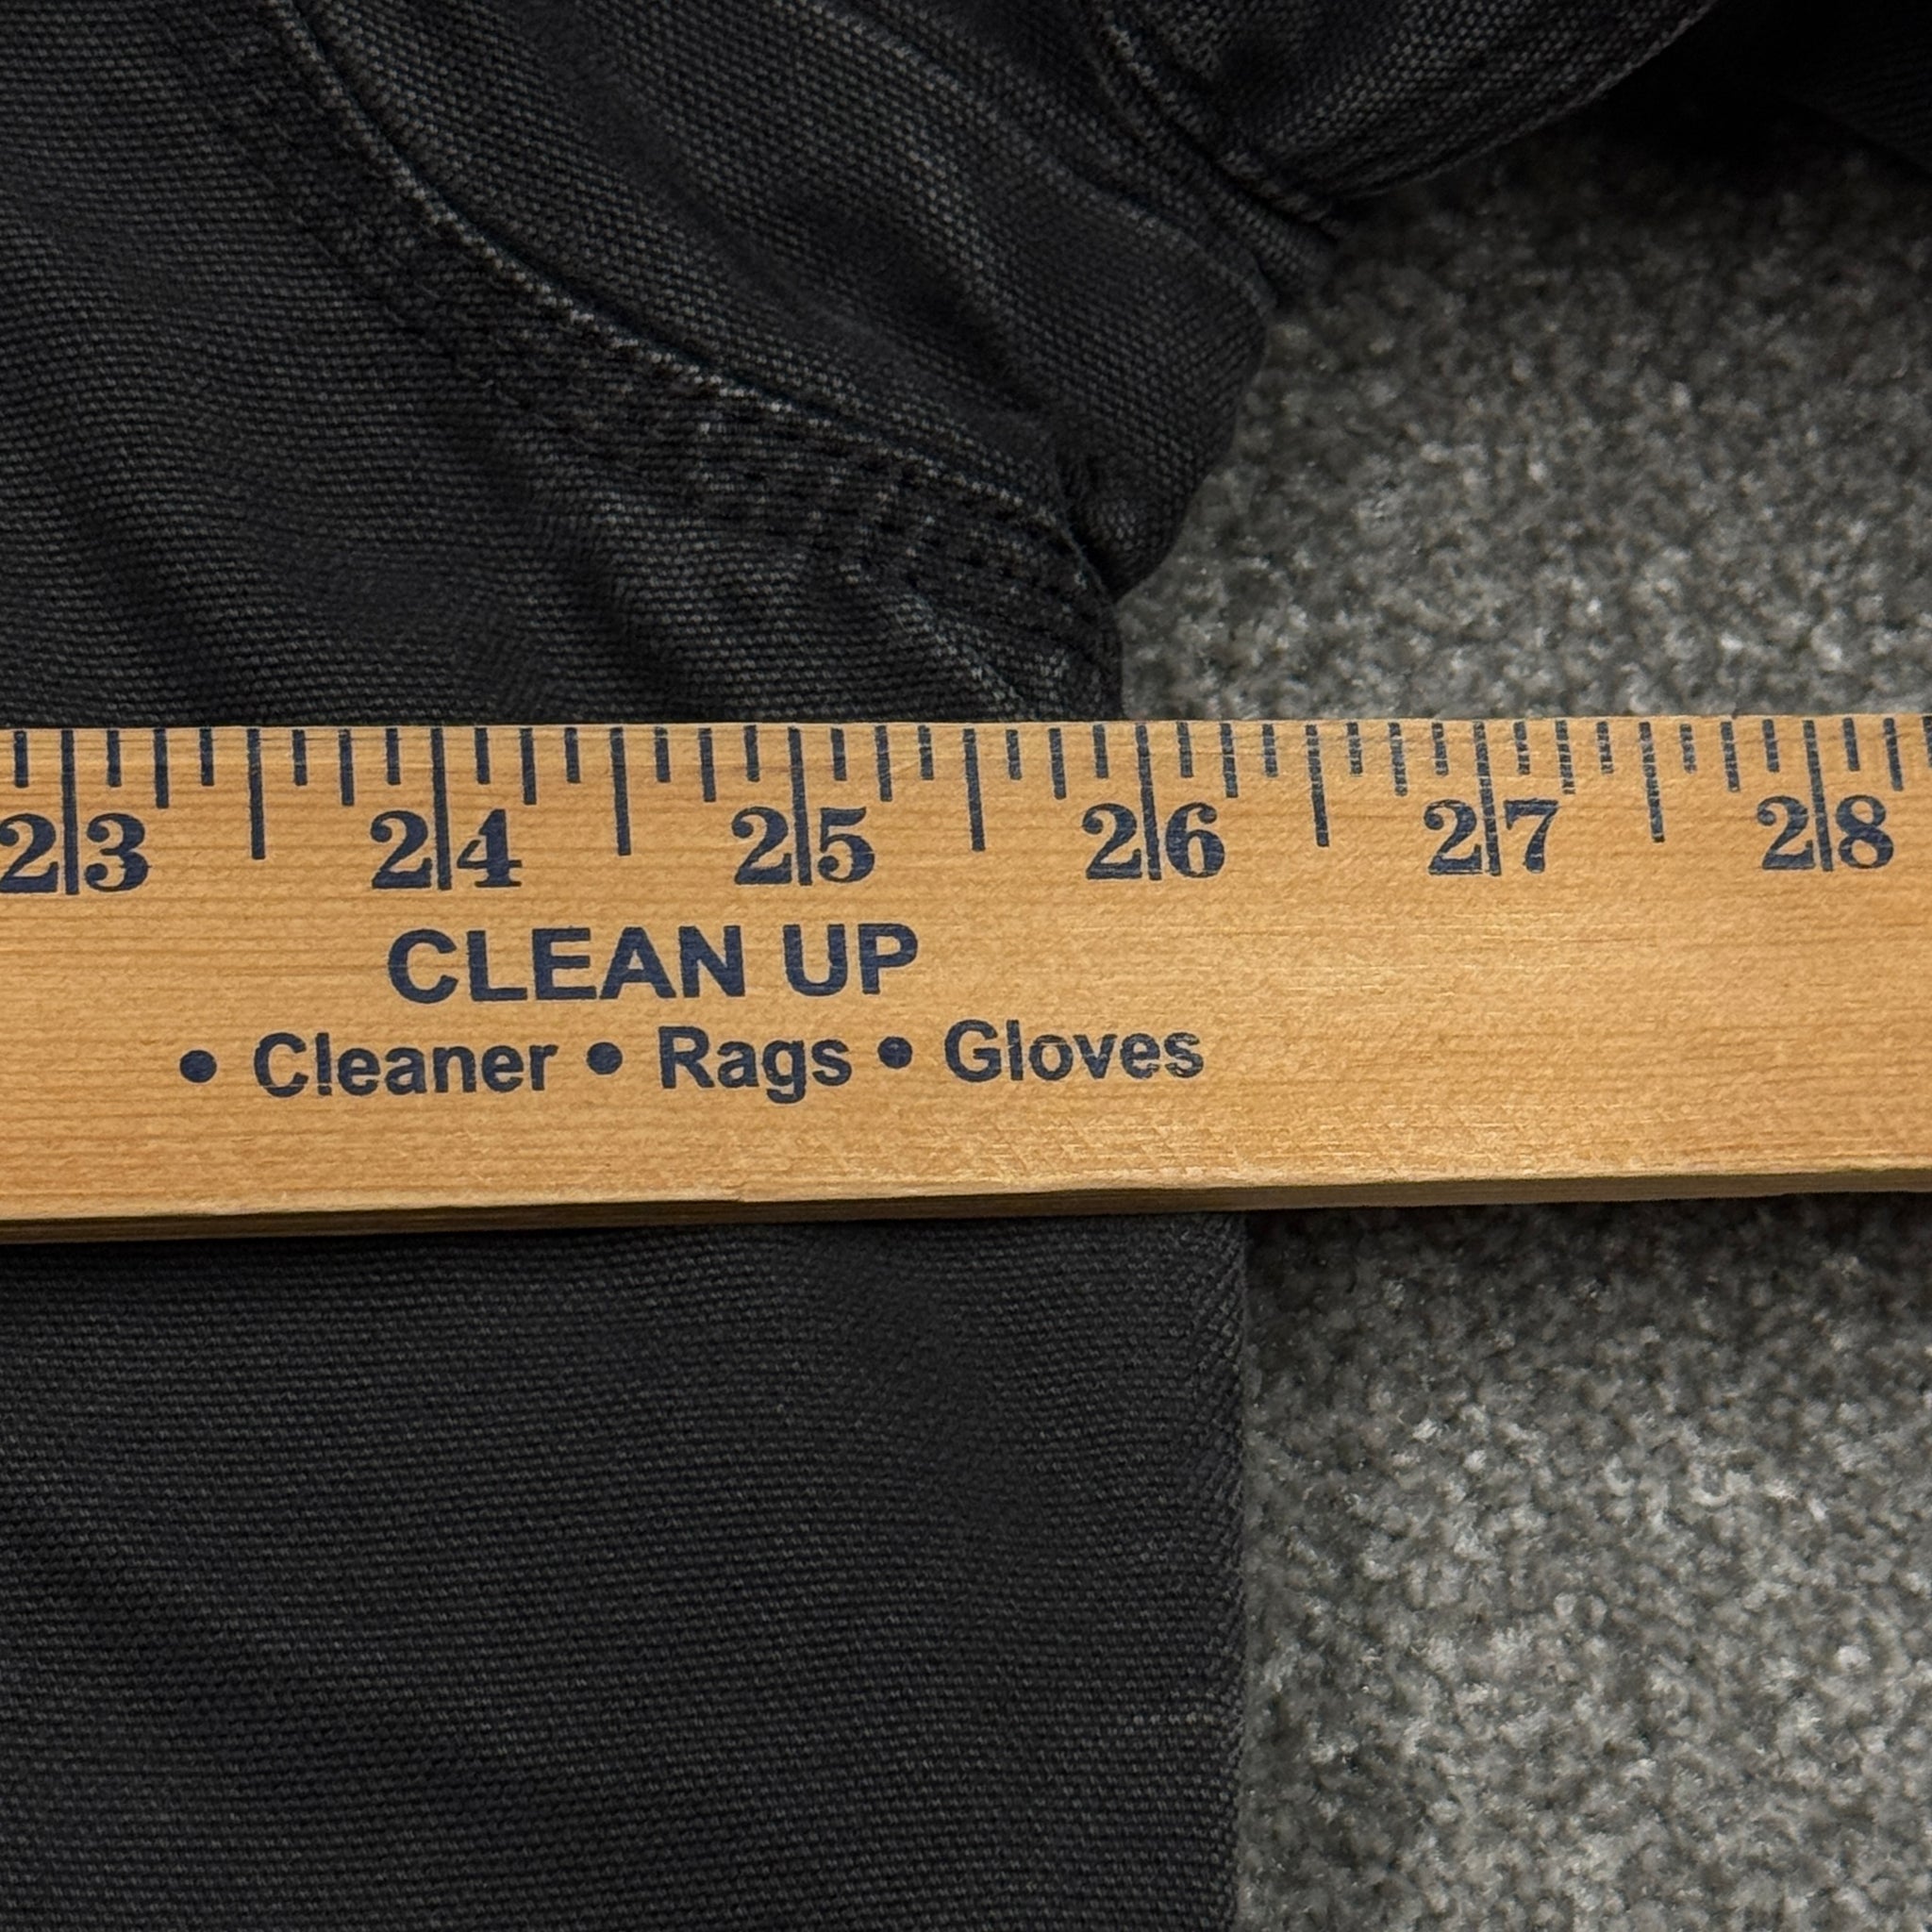 23 24 25 26 27 28
CLEAN UP
• Cleaner • Rags • Gloves